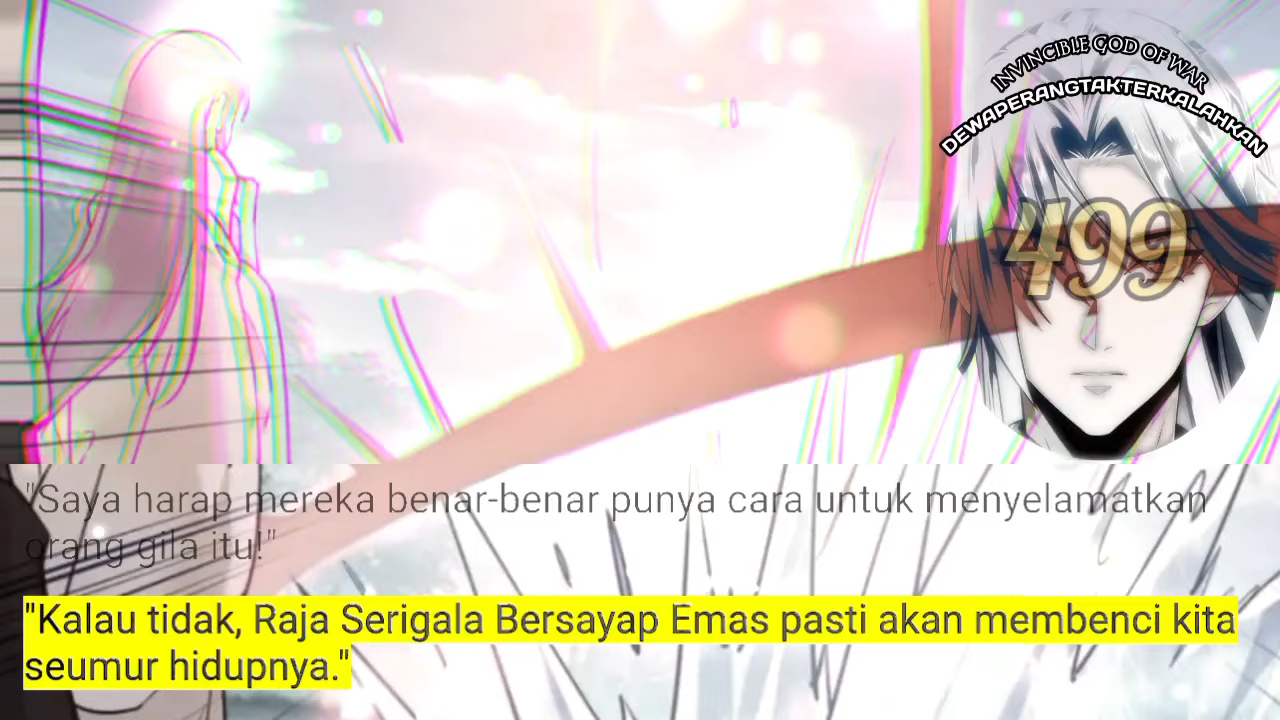 INVINCIBLE GOD OF WAR
DEWAPERANGTAKTERKALAHKAN
499
"Saya harap mereka benar-benar punya cara untuk menyelamatkan
orang gila itu!"
"Kalau tidak, Raja Serigala Bersayap Emas pasti akan membenci kita
seumur hidupnya."